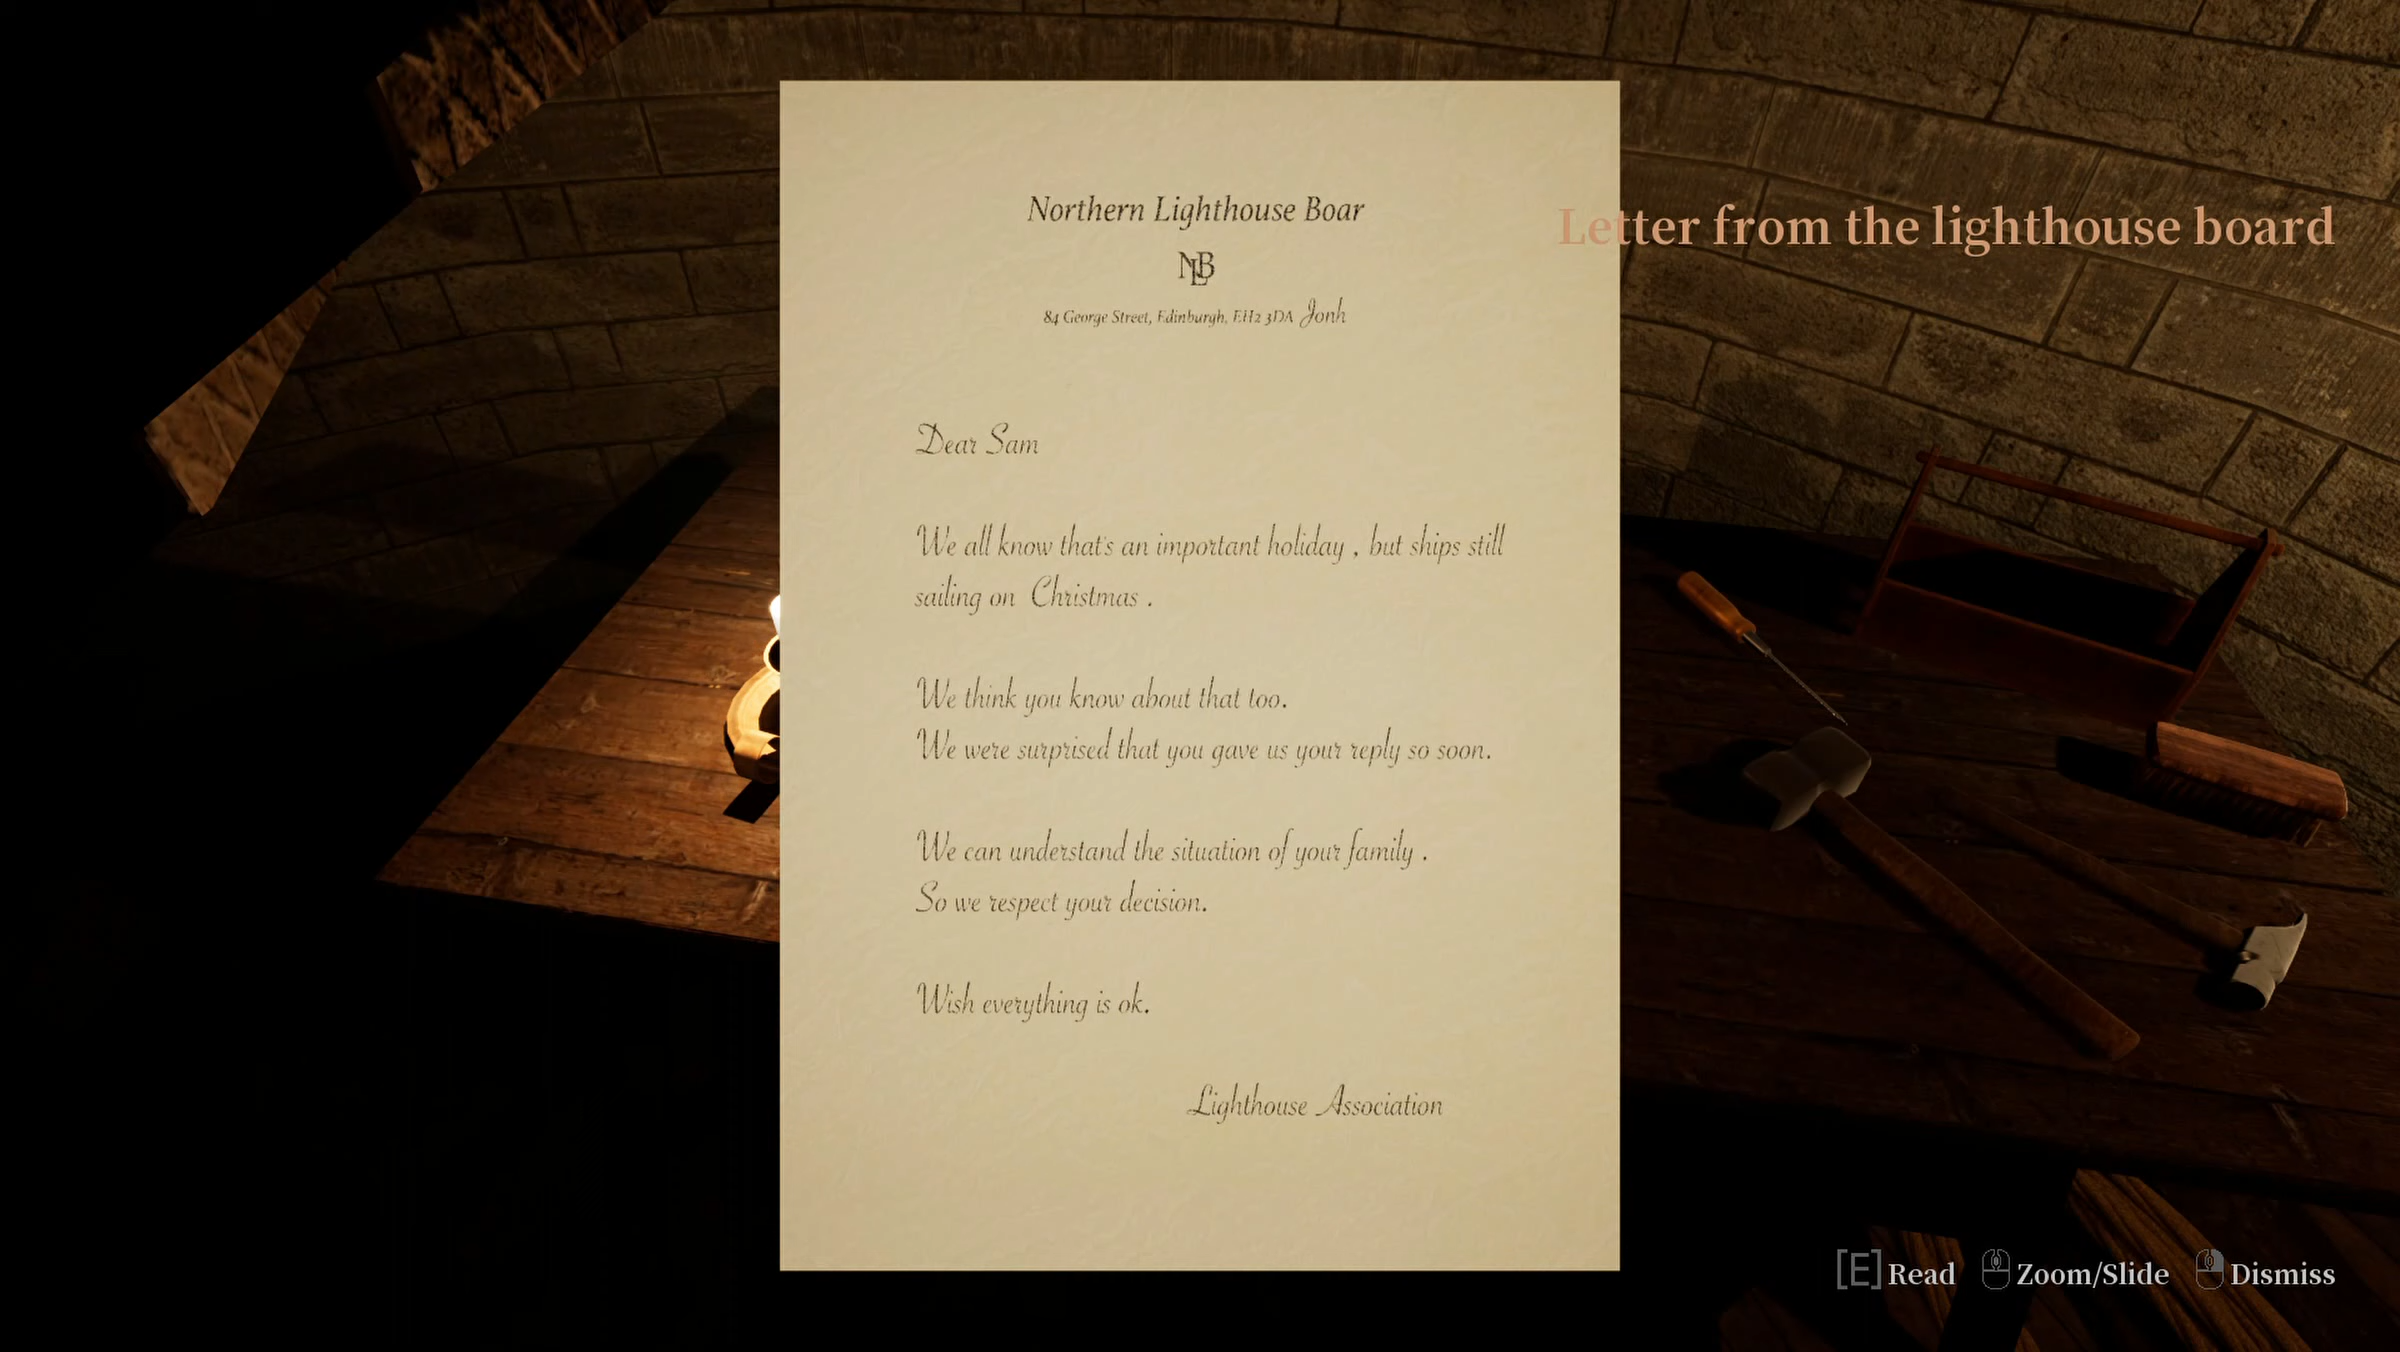 Northern Lighthouse Boar
NLB
84 George Street, Edinburgh, EH2 3DA Jonh
Letter from the lighthouse board
Dear Sam
We all know that's an important holiday , but ships still
sailing on Christmas .
We think you know about that too.
We were surprised that you gave us your reply so soon.
We can understand the situation of your family .
So we respect your decision.
Wish everything is ok.
Lighthouse Association
[E] Read Zoom/Slide Dismiss